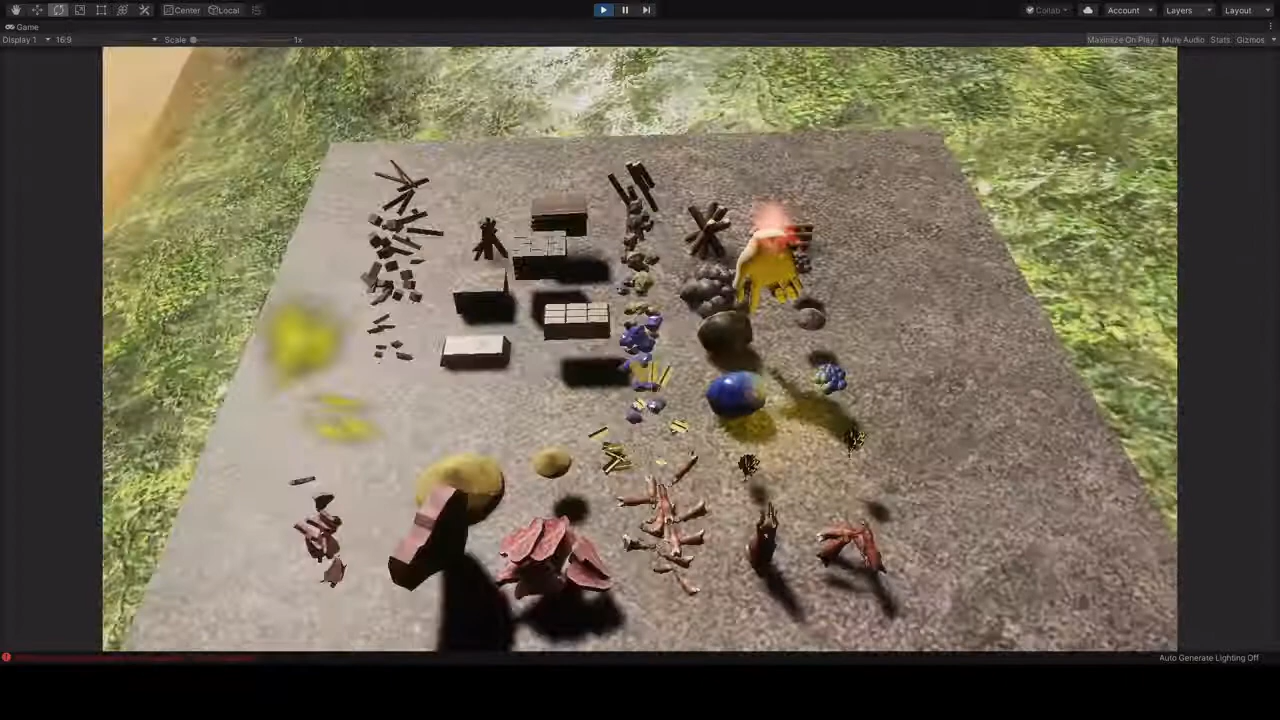 Center Local Collab Account Layers Layout
Game
Display 1 16:9 Scale 1x Maximize On Play Mute Audio Stats Gizmos
Auto Generate Lighting Off